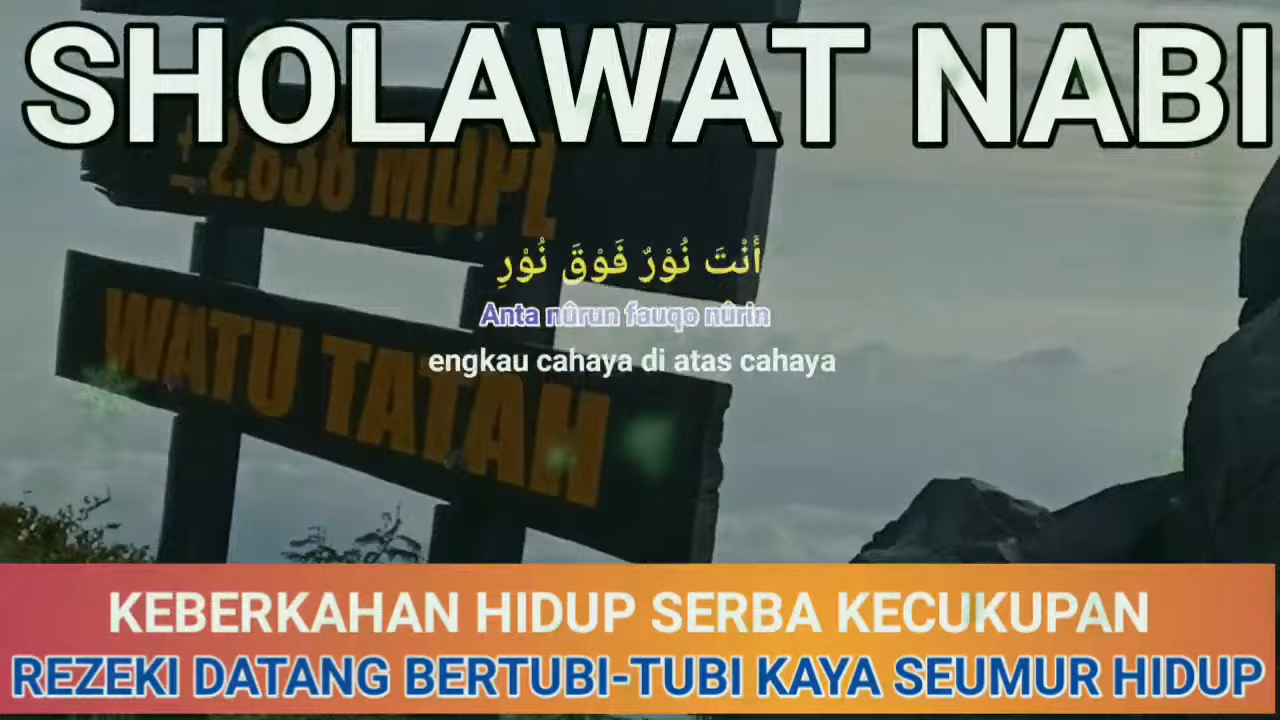 SHOLAWAT NABI
± 2.638 MDPL
أَنْتَ نُوْرٌ فَوْقَ نُوْرِ
Anta nûrun fauqo nûrin
engkau cahaya di atas cahaya
WATU TATAH
KEBERKAHAN HIDUP SERBA KECUKUPAN
REZEKI DATANG BERTUBI-TUBI KAYA SEUMUR HIDUP